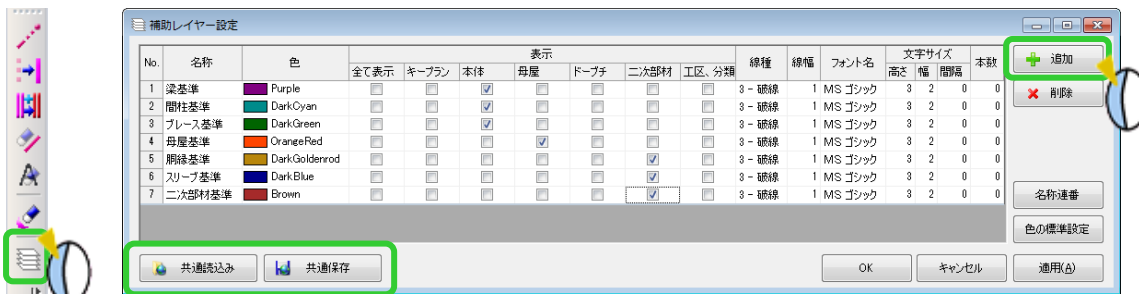 補助レイヤー設定
No. 名称 色 表示 線種 線幅 フォント名 文字サイズ 本数
全て表示 キープラン 本体 母屋 ドーブチ 二次部材 工区、分類 高さ 幅 間隔
1 梁基準 Purple 3 - 破線 1 MS ゴシック 3 2 0 0
2 間柱基準 DarkCyan 3 - 破線 1 MS ゴシック 3 2 0 0
3 ブレース基準 DarkGreen 3 - 破線 1 MS ゴシック 3 2 0 0
4 母屋基準 OrangeRed 3 - 破線 1 MS ゴシック 3 2 0 0
5 胴縁基準 DarkGoldenrod 3 - 破線 1 MS ゴシック 3 2 0 0
6 スリーブ基準 DarkBlue 3 - 破線 1 MS ゴシック 3 2 0 0
7 二次部材基準 Brown 3 - 破線 1 MS ゴシック 3 2 0 0
追加
削除
名称連番
色の標準設定
共通読込み 共通保存 OK キャンセル 適用(A)
A